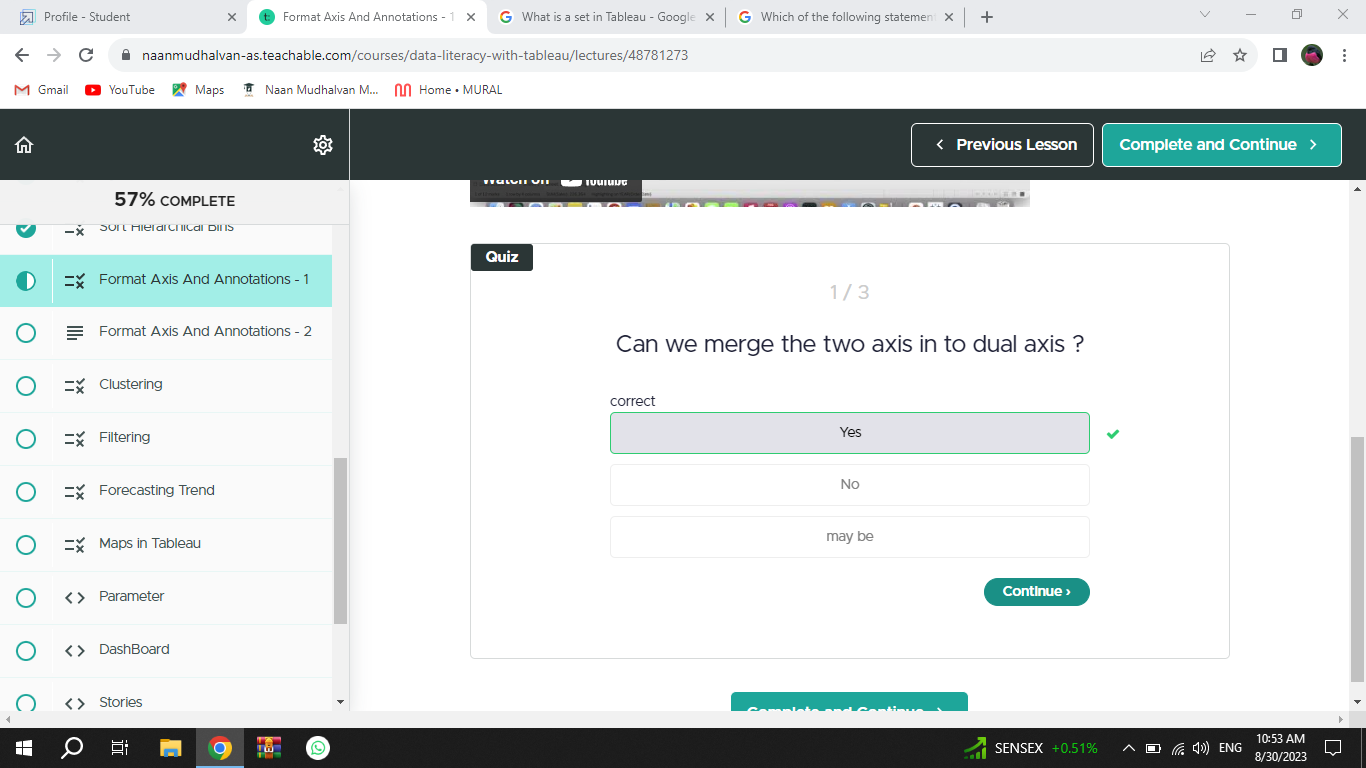 Profile - Student
Format Axis And Annotations - 1
What is a set in Tableau - Google
Which of the following statemen
naanmudhalvan-as.teachable.com/courses/data-literacy-with-tableau/lectures/48781273
Gmail
YouTube
Maps
Naan Mudhalvan M...
Home • MURAL
Previous Lesson
Complete and Continue
57% COMPLETE
Sort Hierarchical Bins
Format Axis And Annotations - 1
Format Axis And Annotations - 2
Clustering
Filtering
Forecasting Trend
Maps in Tableau
Parameter
DashBoard
Stories
Watch on YouTube
Quiz
1 / 3
Can we merge the two axis in to dual axis ?
correct
Yes
No
may be
Continue ›
Complete and Continue
SENSEX +0.51%
ENG
10:53 AM
8/30/2023